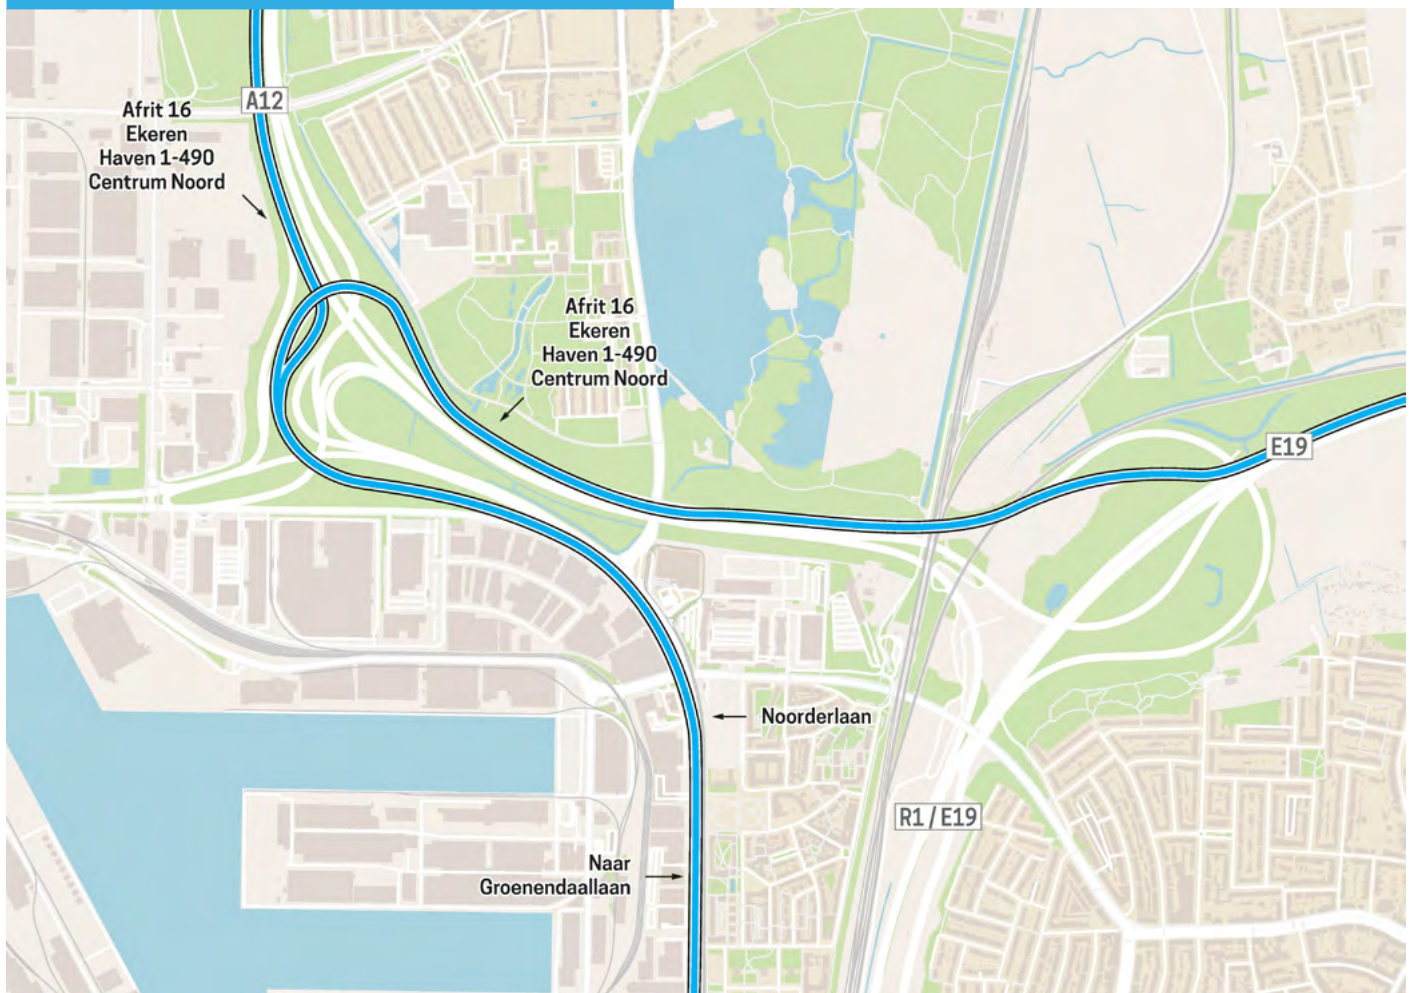 A12
Afrit 16
Ekeren
Haven 1-490
Centrum Noord
Afrit 16
Ekeren
Haven 1-490
Centrum Noord
E19
Noorderlaan
R1 / E19
Naar
Groenendaallaan